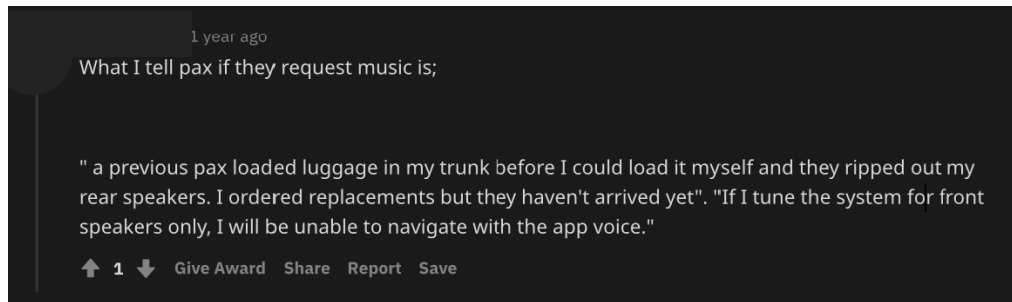 1 year ago
What I tell pax if they request music is;
" a previous pax loaded luggage in my trunk before I could load it myself and they ripped out my
rear speakers. I ordered replacements but they haven't arrived yet". "If I tune the system for front
speakers only, I will be unable to navigate with the app voice."
1 Give Award Share Report Save